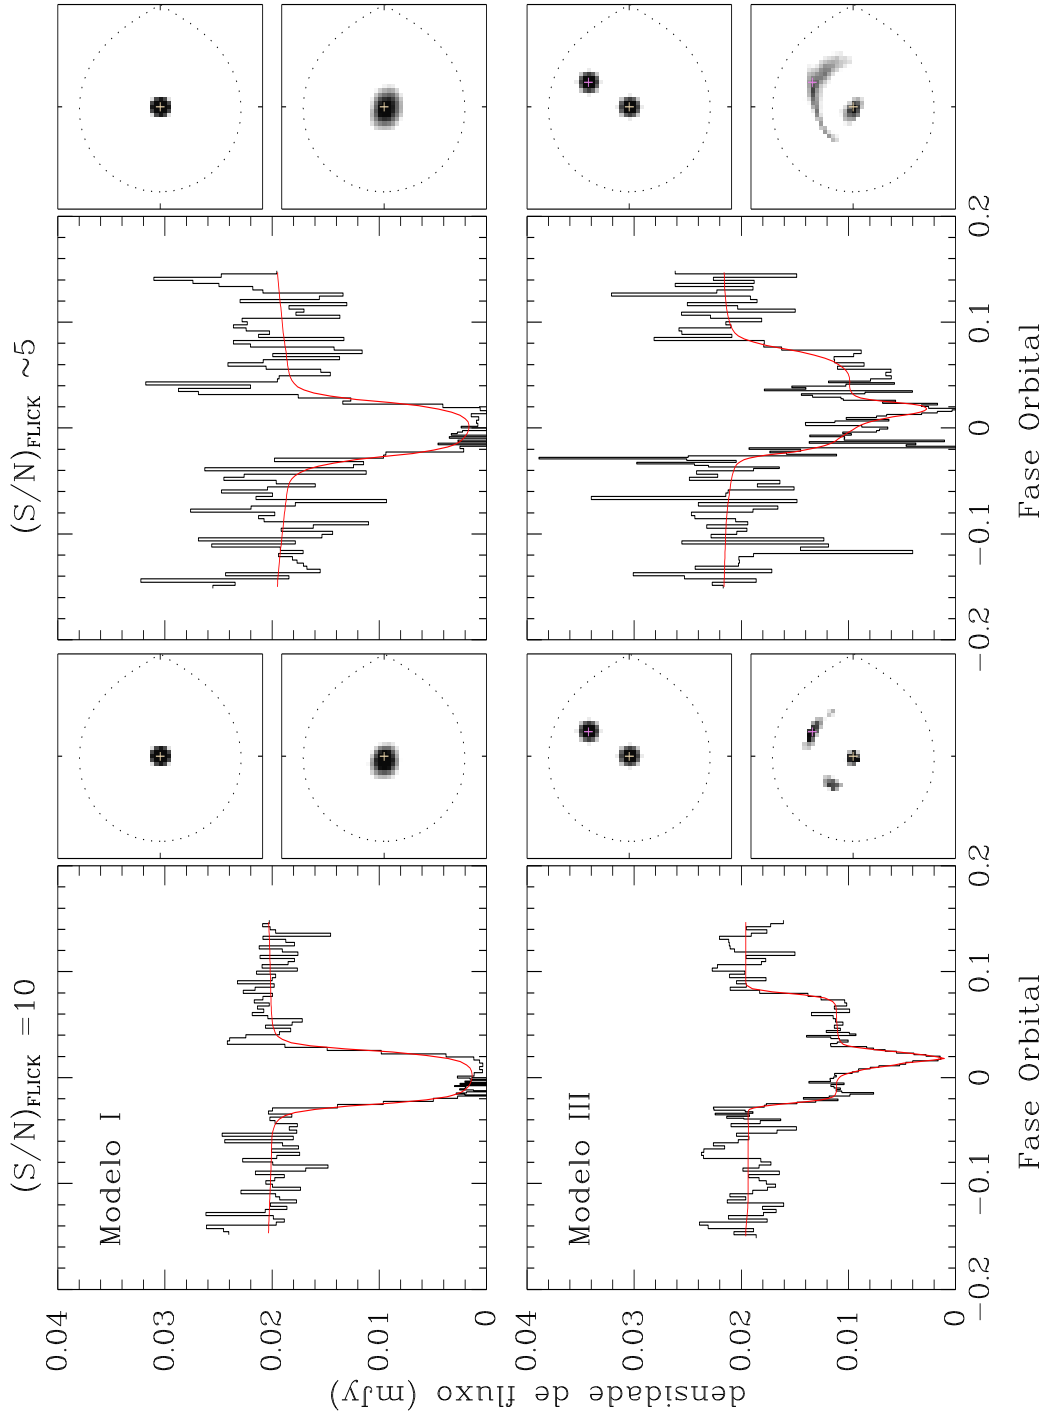 (S/N)FLICK =10
(S/N)FLICK ~5
densidade de fluxo (mJy)
0.04
0.03
0.02
0.01
0
Modelo I
0.04
0.03
0.02
0.01
0
Modelo III
−0.2
−0.1
0
0.1
0.2
−0.2
−0.1
0
0.1
0.2
Fase Orbital
Fase Orbital